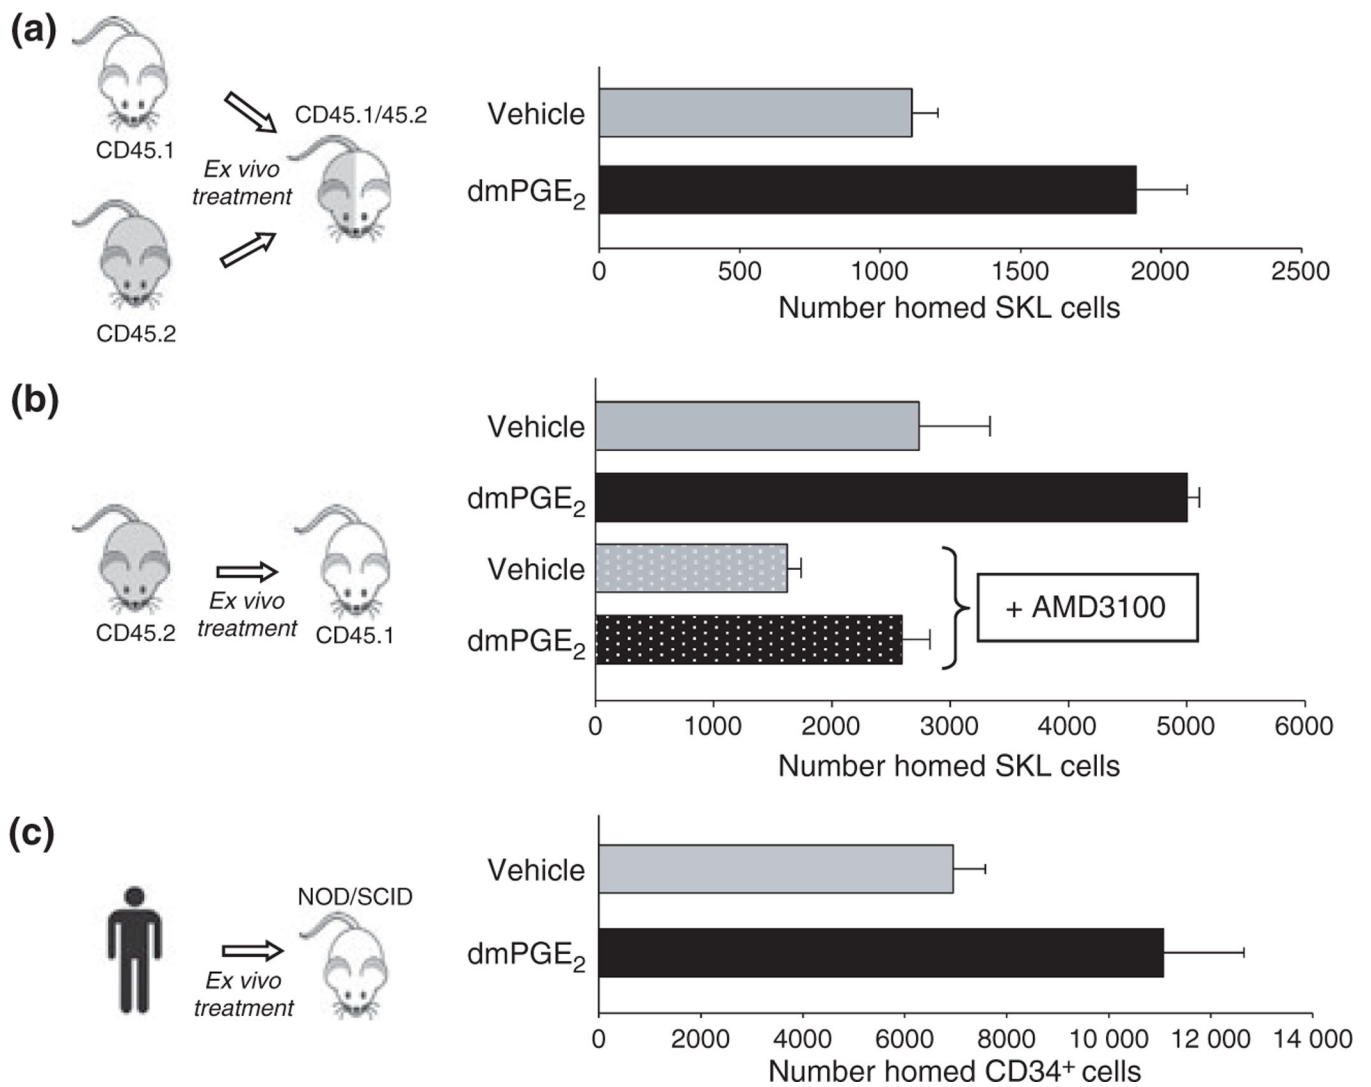 (a)
CD45.1
CD45.1/45.2
Ex vivo
treatment
CD45.2
Vehicle
dmPGE₂
0 500 1000 1500 2000 2500
Number homed SKL cells
(b)
CD45.2
Ex vivo
treatment
CD45.1
Vehicle
dmPGE₂
Vehicle
dmPGE₂
+ AMD3100
0 1000 2000 3000 4000 5000 6000
Number homed SKL cells
(c)
NOD/SCID
Ex vivo
treatment
Vehicle
dmPGE₂
0 2000 4000 6000 8000 10 000 12 000 14 000
Number homed CD34⁺ cells